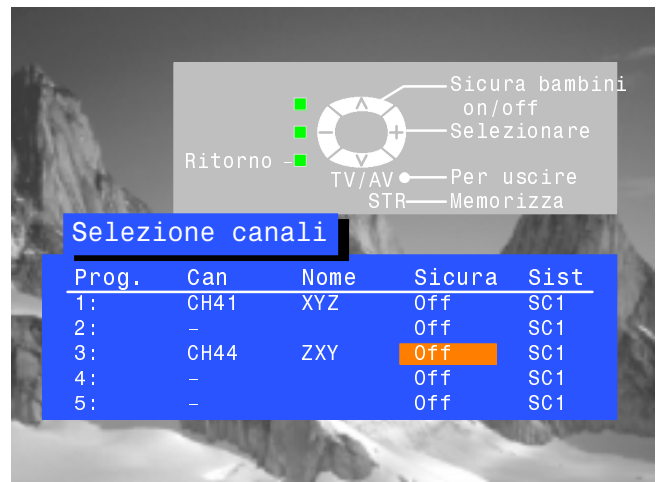 Sicura bambini
on/off
Selezionare
Ritorno
TV/AV Per uscire
STR Memorizza
Selezione canali
Prog. Can Nome Sicura Sist
1: CH41 XYZ Off SC1
2: – Off SC1
3: CH44 ZXY Off SC1
4: – Off SC1
5: – Off SC1